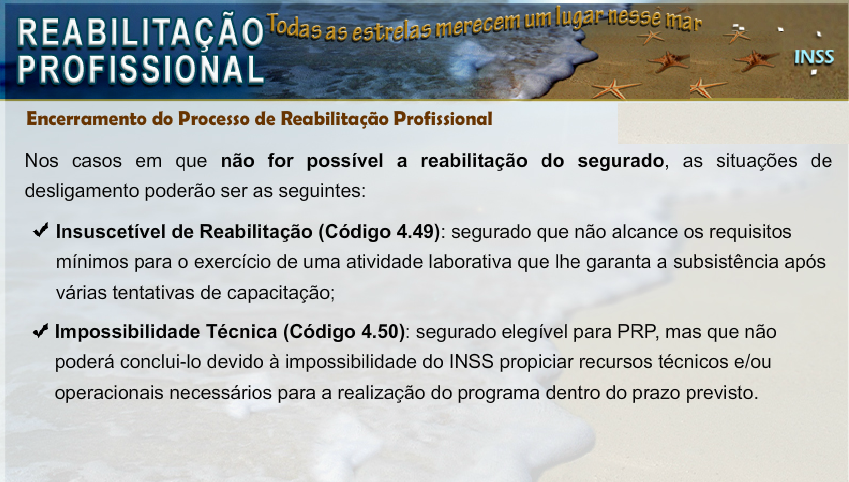 REABILITAÇÃO
PROFISSIONAL
Todas as estrelas merecem um lugar nesse mar
INSS
Encerramento do Processo de Reabilitação Profissional
Nos casos em que não for possível a reabilitação do segurado, as situações de
desligamento poderão ser as seguintes:
Insuscetível de Reabilitação (Código 4.49): segurado que não alcance os requisitos
mínimos para o exercício de uma atividade laborativa que lhe garanta a subsistência após
várias tentativas de capacitação;
Impossibilidade Técnica (Código 4.50): segurado elegível para PRP, mas que não
poderá conclui-lo devido à impossibilidade do INSS propiciar recursos técnicos e/ou
operacionais necessários para a realização do programa dentro do prazo previsto.